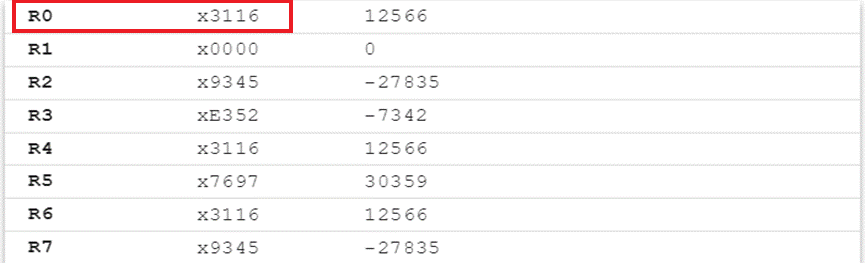 R0 x3116 12566
R1 x0000 0
R2 x9345 -27835
R3 xE352 -7342
R4 x3116 12566
R5 x7697 30359
R6 x3116 12566
R7 x9345 -27835